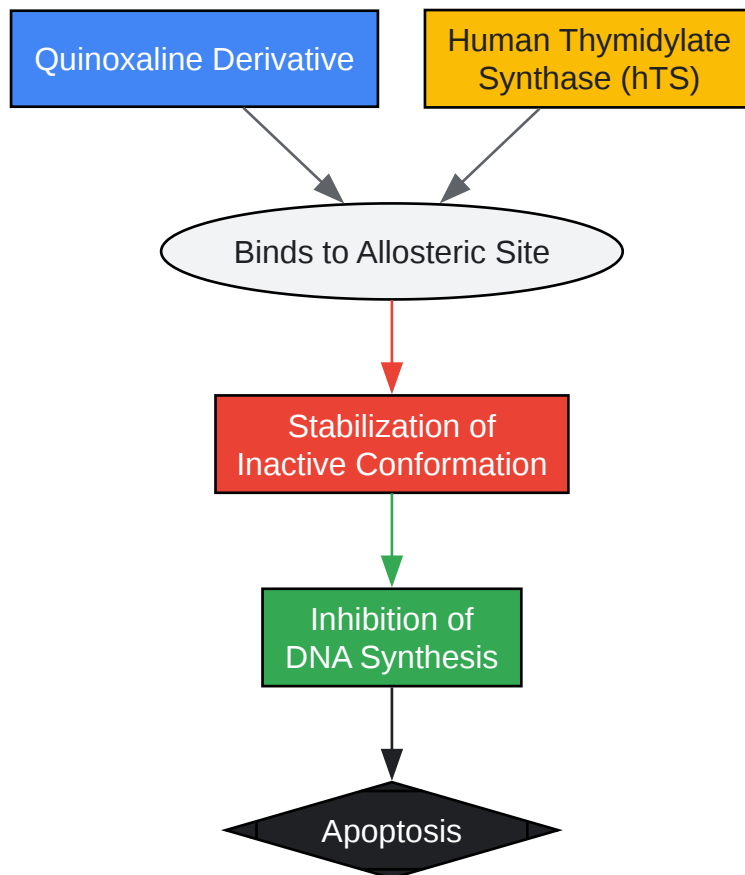 Quinoxaline Derivative
Human Thymidylate
Synthase (hTS)
Binds to Allosteric Site
Stabilization of
Inactive Conformation
Inhibition of
DNA Synthesis
Apoptosis